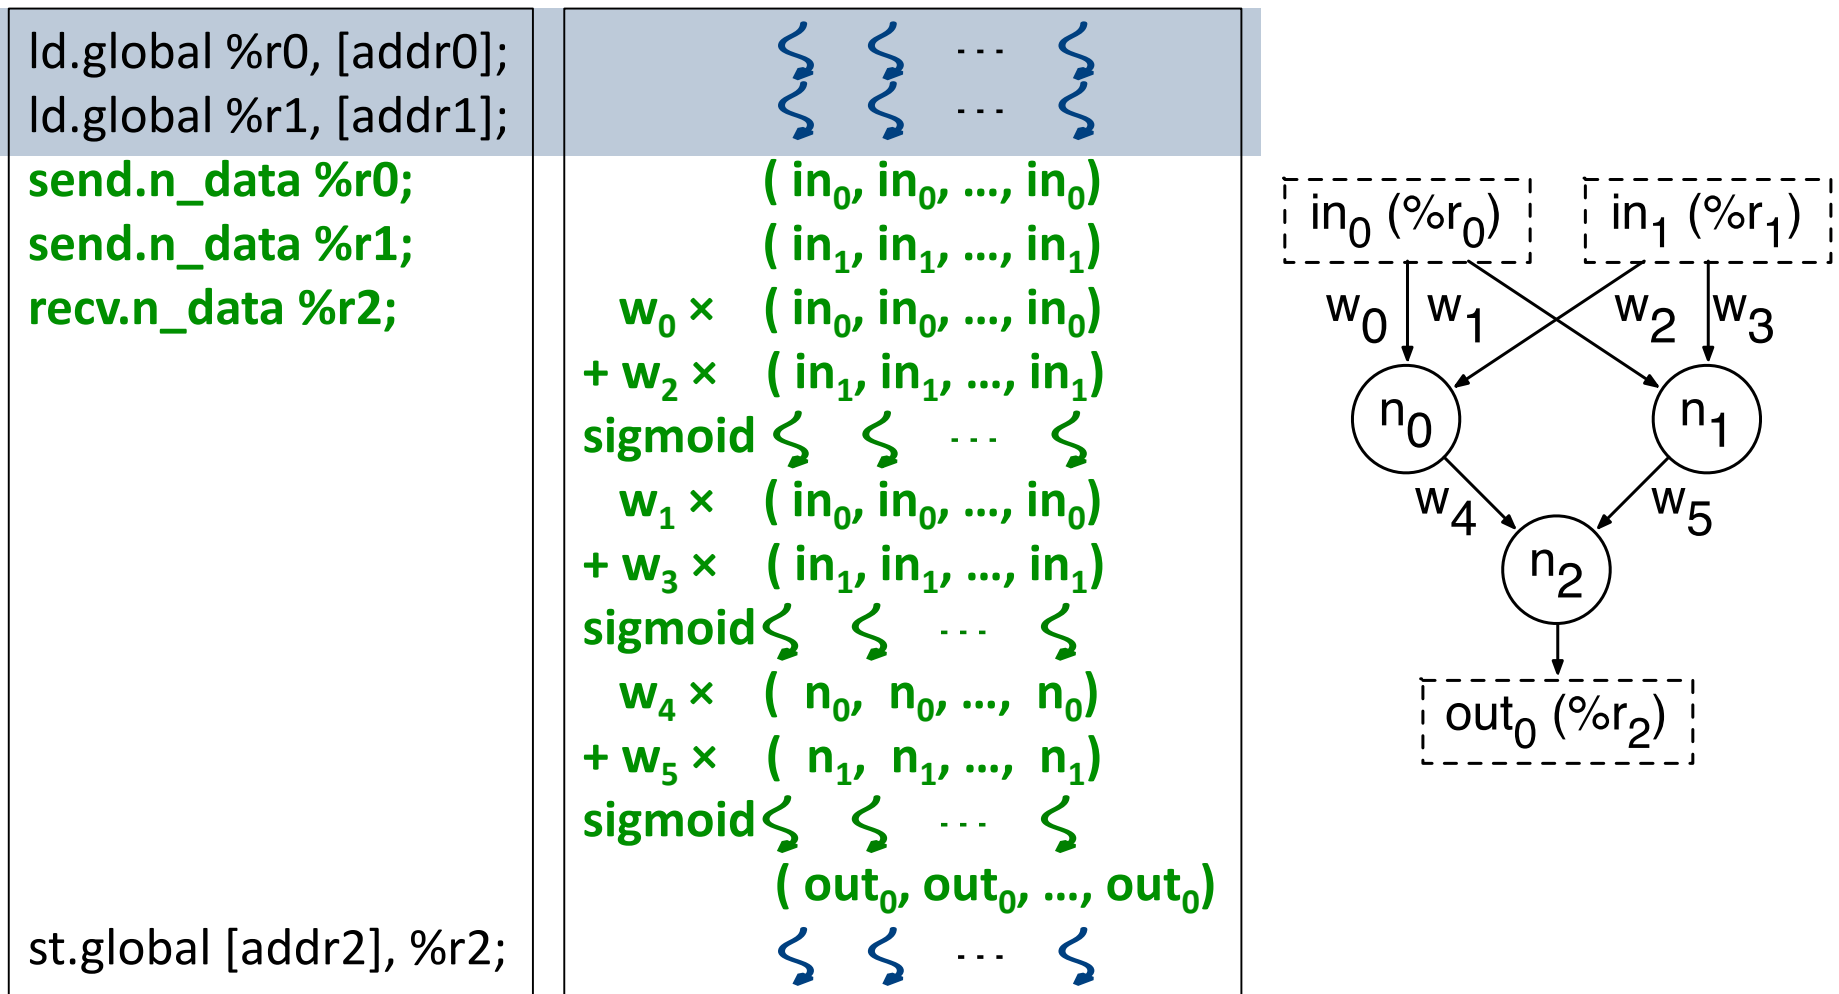 ld.global %r0, [addr0];
ld.global %r1, [addr1];
send.n_data %r0;
send.n_data %r1;
recv.n_data %r2;
st.global [addr2], %r2;
- - -
- - -
( in₀, in₀, ..., in₀)
( in₁, in₁, ..., in₁)
w₀ × ( in₀, in₀, ..., in₀)
+ w₂ × ( in₁, in₁, ..., in₁)
sigmoid - - -
w₁ × ( in₀, in₀, ..., in₀)
+ w₃ × ( in₁, in₁, ..., in₁)
sigmoid - - -
w₄ × ( n₀, n₀, ..., n₀)
+ w₅ × ( n₁, n₁, ..., n₁)
sigmoid - - -
( out₀, out₀, ..., out₀)
- - -
in₀ (%r₀) in₁ (%r₁)
w₀ w₁ w₂ w₃
n₀ n₁
w₄ w₅
n₂
out₀ (%r₂)